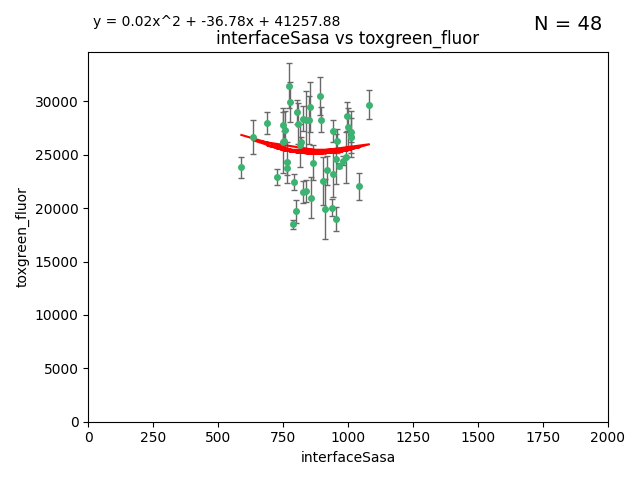 y = 0.02x^2 + -36.78x + 41257.88
N = 48
interfaceSasa vs toxgreen_fluor
30000
25000
20000
15000
10000
5000
0
toxgreen_fluor
0 250 500 750 1000 1250 1500 1750 2000
interfaceSasa